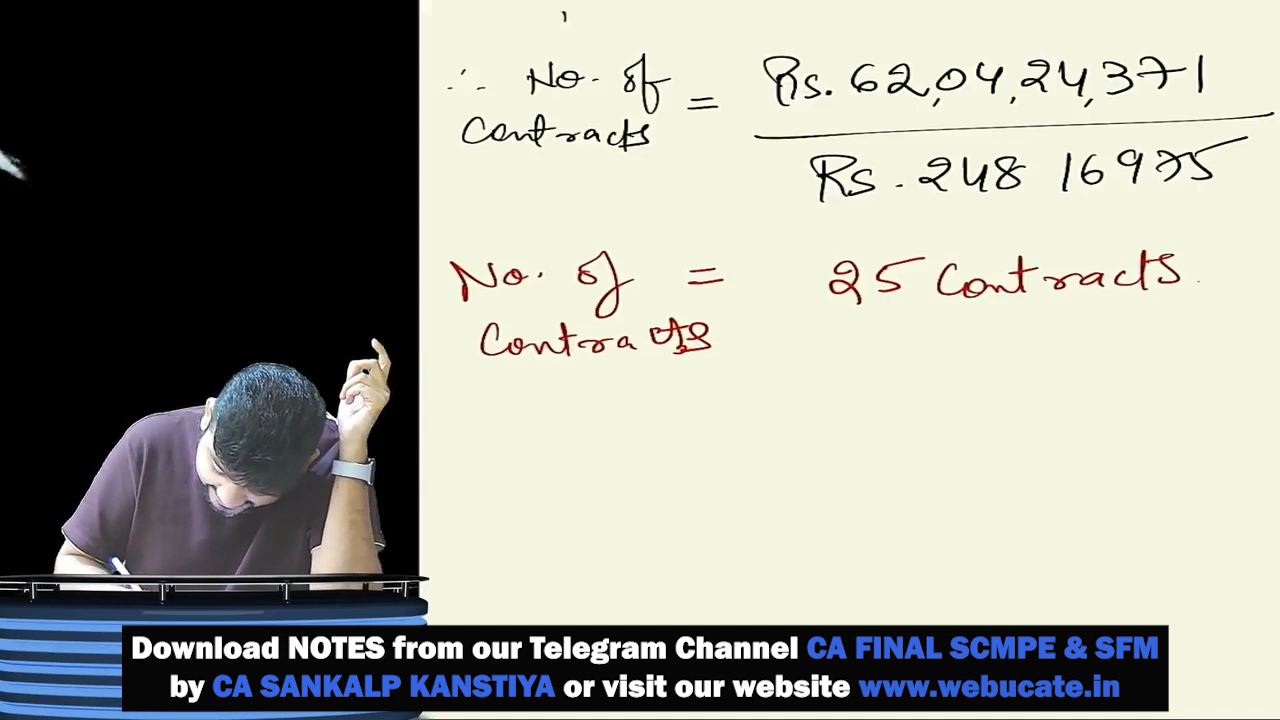 ∴ No. of Contracts = Rs. 62,04,24,371
Rs. 248 16975
No. of Contracts = 25 Contracts
Download NOTES from our Telegram Channel CA FINAL SCMPE & SFM
by CA SANKALP KANSTIYA or visit our website www.webucate.in